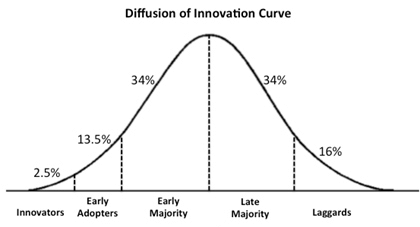 Diffusion of Innovation Curve
34%
34%
13.5%
16%
2.5%
Innovators
Early
Adopters
Early
Majority
Late
Majority
Laggards